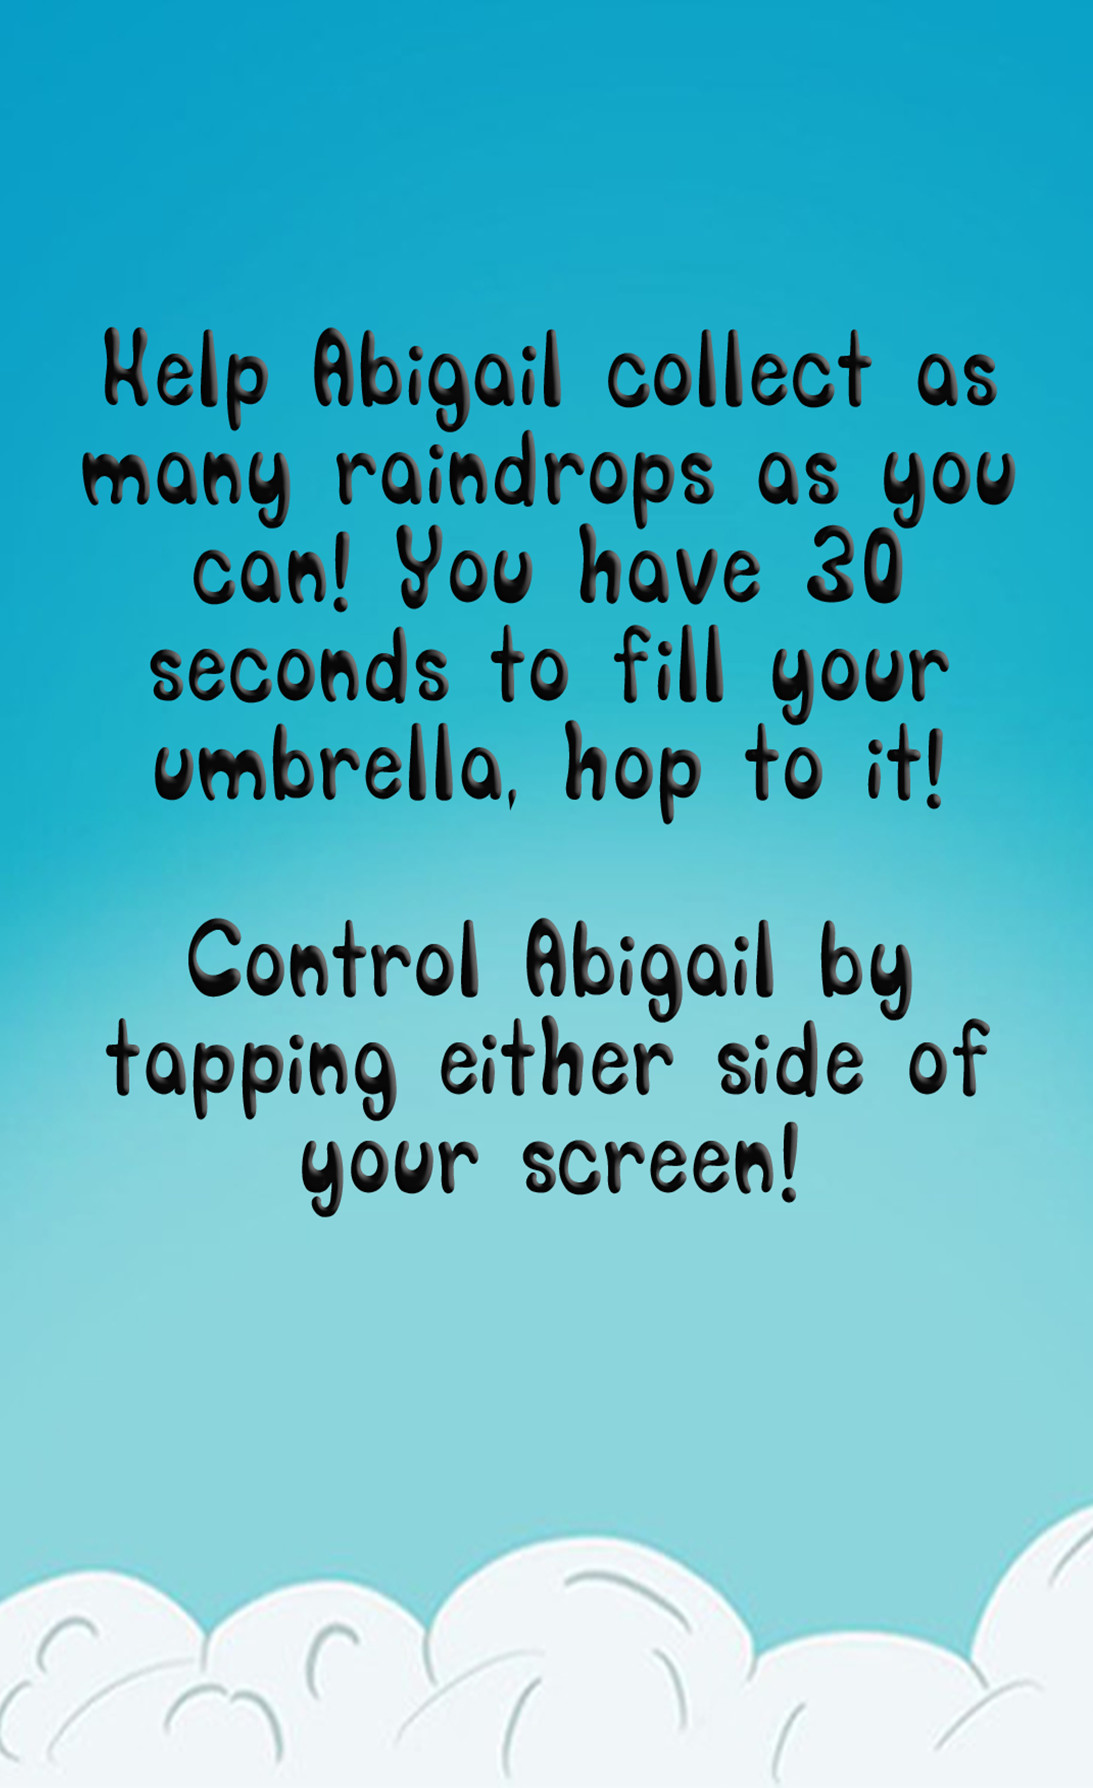 Help Abigail collect as
many raindrops as you
can! You have 30
seconds to fill your
umbrella, hop to it!
Control Abigail by
tapping either side of
your screen!